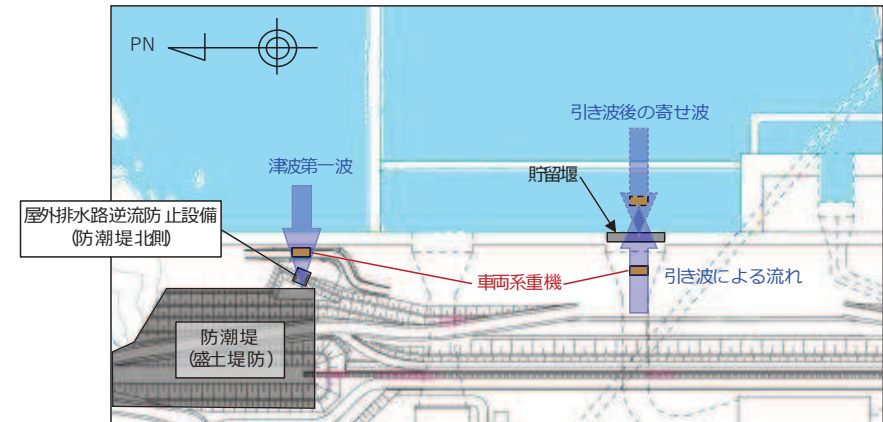 PN
引き波後の寄せ波
津波第一波
貯留堰
屋外排水路逆流防止設備
(防潮堤北側)
車両系重機
引き波による流れ
防潮堤
(盛土堤防)